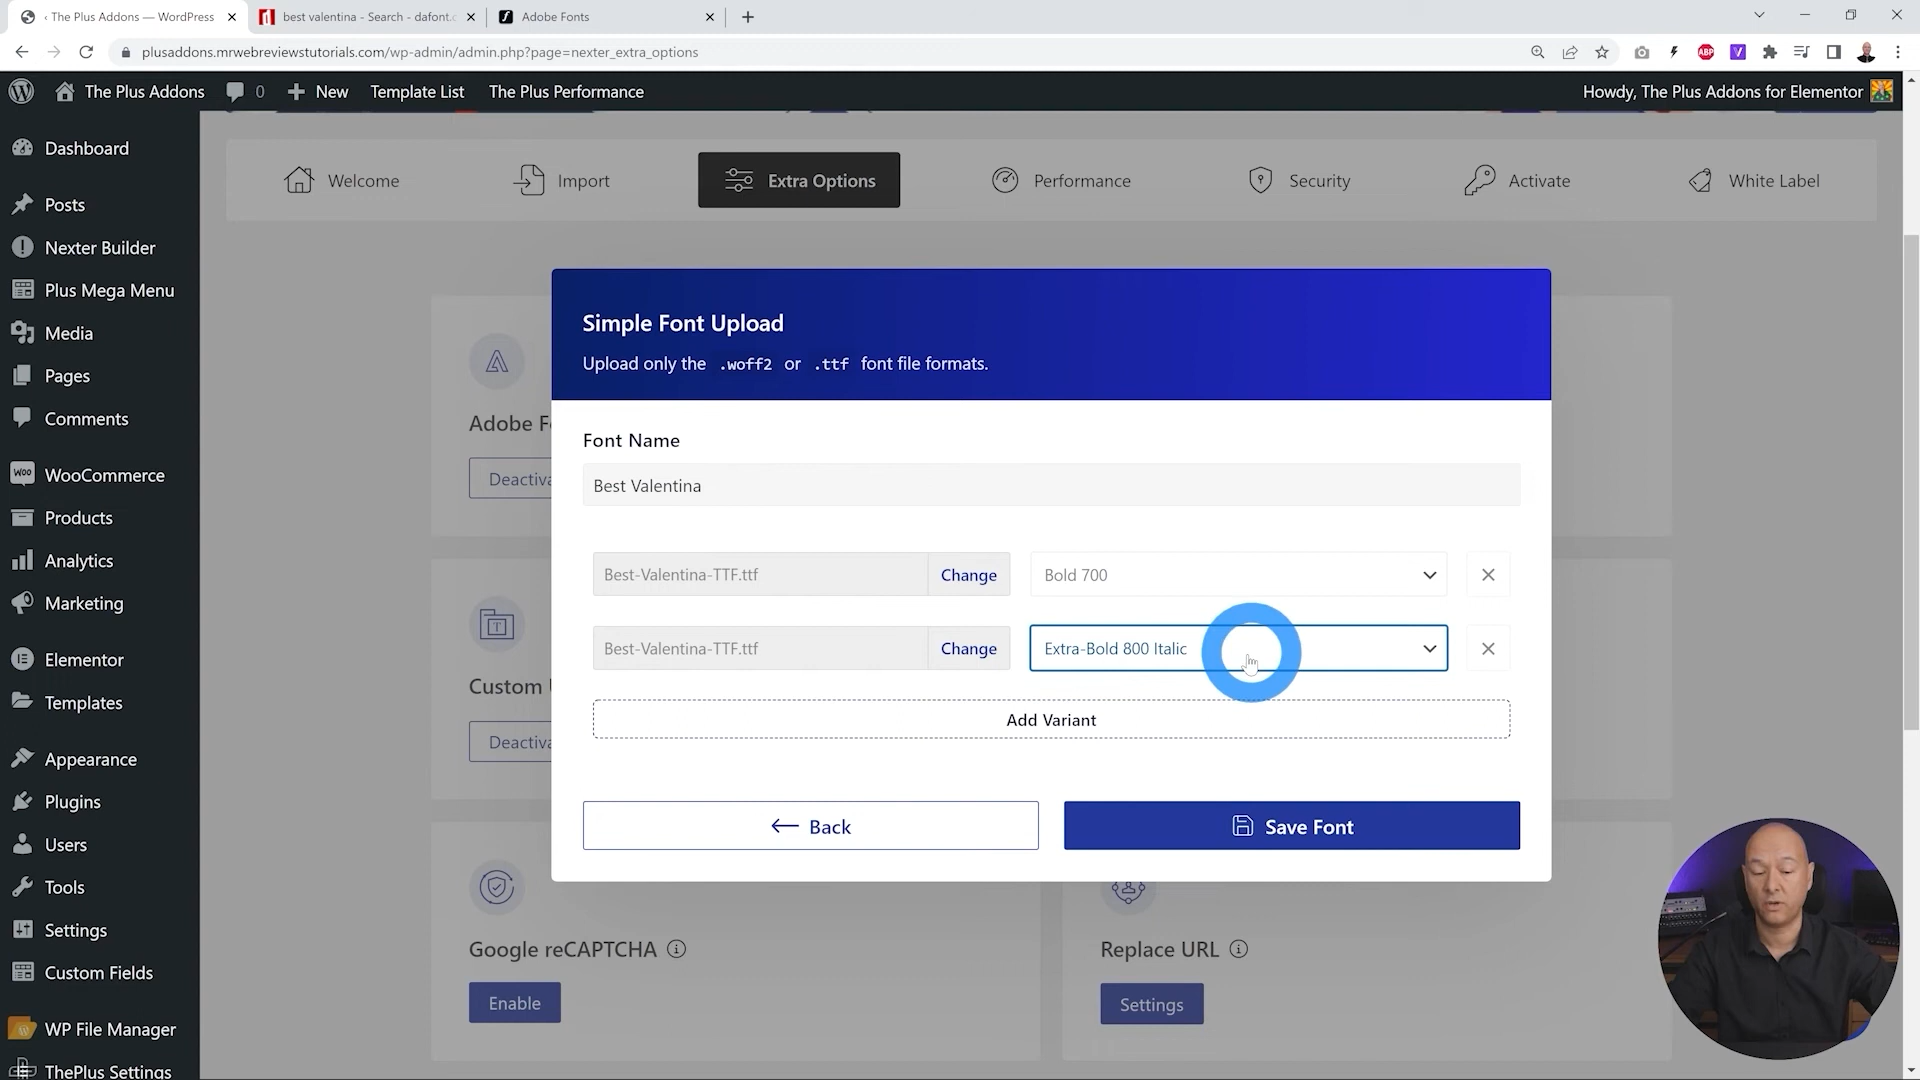 ‹ The Plus Addons — WordPress
best valentina - Search - dafont.c
Adobe Fonts
plusaddons.mrwebreviewstutorials.com/wp-admin/admin.php?page=nexter_extra_options
ABP
The Plus Addons
0
New
Template List
The Plus Performance
Howdy, The Plus Addons for Elementor
Dashboard
Posts
Nexter Builder
Plus Mega Menu
Media
Pages
Comments
WooCommerce
Products
Analytics
Marketing
Elementor
Templates
Appearance
Plugins
Users
Tools
Settings
Custom Fields
WP File Manager
ThePlus Settings
Welcome
Import
Extra Options
Performance
Security
Activate
White Label
Adobe F
Deactiva
Custom
Deactiva
Simple Font Upload
Upload only the .woff2 or .ttf font file formats.
Font Name
Best Valentina
Best-Valentina-TTF.ttf
Change
Bold 700
Best-Valentina-TTF.ttf
Change
Extra-Bold 800 Italic
Add Variant
Back
Save Font
Google reCAPTCHA
Enable
Replace URL
Settings